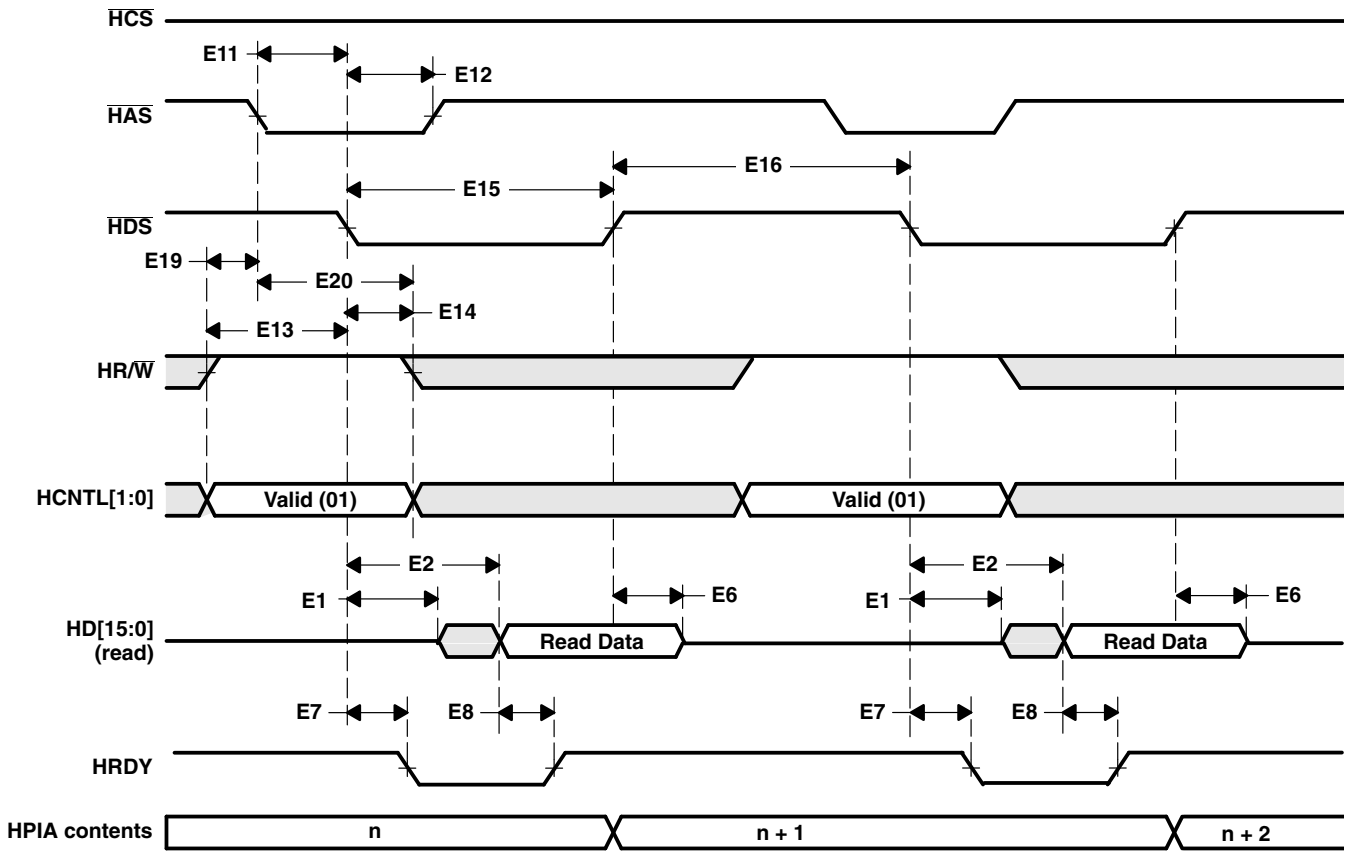 HCS
E11
E12
HAS
E16
E15
HDS
E19
E20
E14
E13
HR/W
HCNTL[1:0]
Valid (01)
Valid (01)
E2
E2
E1
E6
E1
E6
HD[15:0]
(read)
Read Data
Read Data
E7
E8
E7
E8
HRDY
HPIA contents
n
n + 1
n + 2